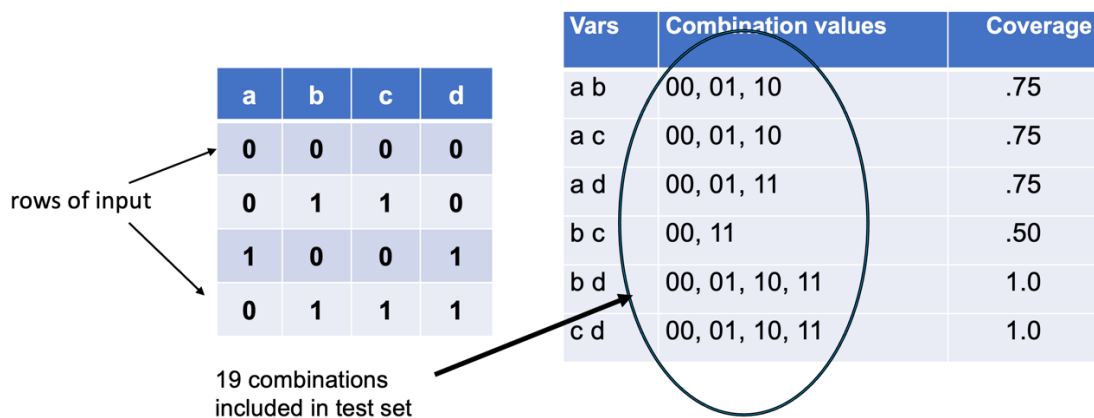 rows of input
a b c d
0 0 0 0
0 1 1 0
1 0 0 1
0 1 1 1
19 combinations
included in test set
Vars Combination values Coverage
a b 00, 01, 10 .75
a c 00, 01, 10 .75
a d 00, 01, 11 .75
b c 00, 11 .50
b d 00, 01, 10, 11 1.0
c d 00, 01, 10, 11 1.0